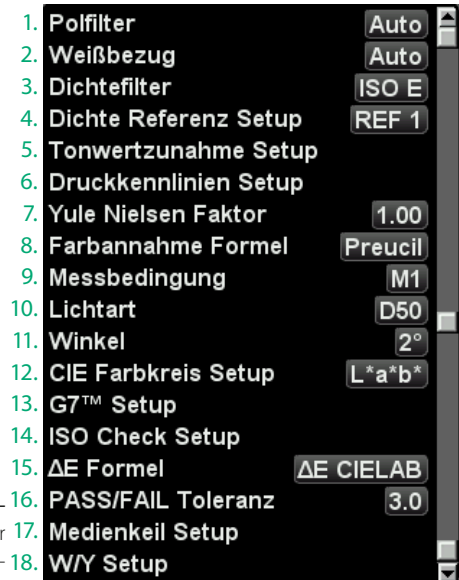 1. Polfilter Auto
2. Weißbezug Auto
3. Dichtefilter ISO E
4. Dichte Referenz Setup REF 1
5. Tonwertzunahme Setup
6. Druckkennlinien Setup
7. Yule Nielsen Faktor 1.00
8. Farbannahme Formel Preucil
9. Messbedingung M1
10. Lichtart D50
11. Winkel 2°
12. CIE Farbkreis Setup L*a*b*
13. G7™ Setup
14. ISO Check Setup
15. ΔE Formel ΔE CIELAB
16. PASS/FAIL Toleranz 3.0
r 17. Medienkeil Setup
18. W/Y Setup